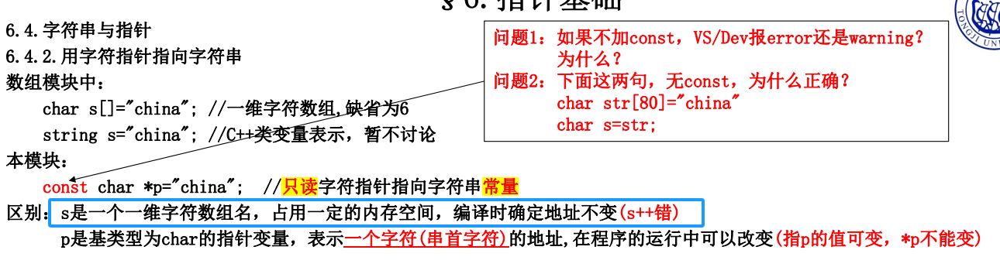 §6. 指针基础
6.4.字符串与指针
6.4.2.用字符指针指向字符串
数组模块中：
char s[]="china"; //一维字符数组,缺省为6
string s="china"; //C++类变量表示，暂不讨论
本模块：
const char *p="china"; //只读字符指针指向字符串常量
区别：s是一个一维字符数组名，占用一定的内存空间，编译时确定地址不变(s++错)
p是基类型为char的指针变量，表示一个字符(串首字符)的地址,在程序的运行中可以改变(指p的值可变，*p不能变)
问题1：如果不加const，VS/Dev报error还是warning？
为什么？
问题2：下面这两句，无const，为什么正确？
char str[80]="china"
char s=str;
TONGJI UN